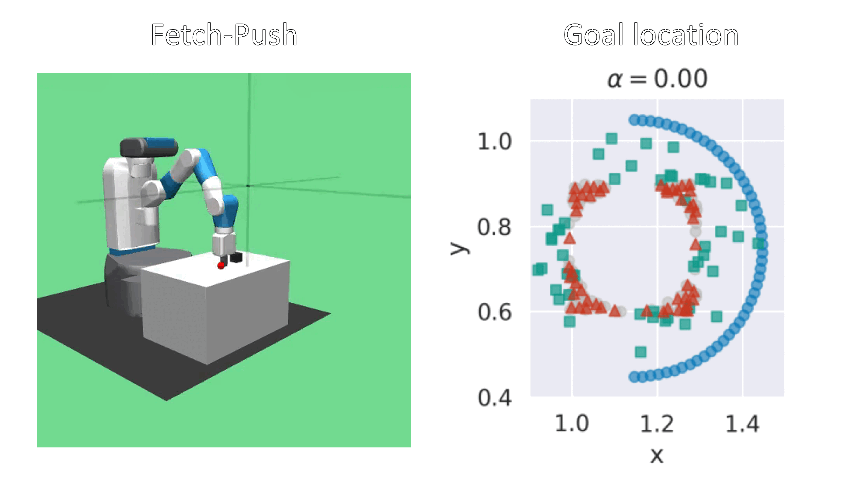 Fetch-Push
Goal location
α = 0.00
1.0
0.8
0.6
0.4
y
1.0 1.2 1.4
x